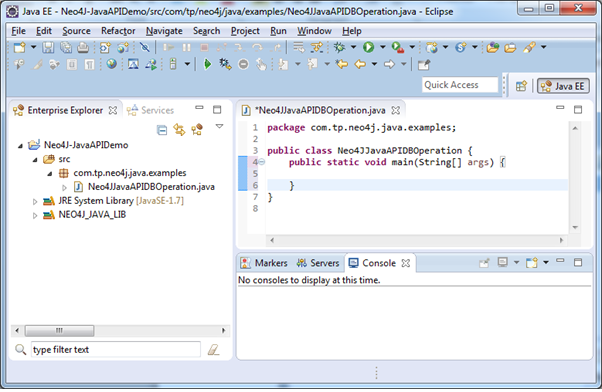 Java EE - Neo4J-JavaAPIDemo/src/com/tp/neo4j/java/examples/Neo4JJavaAPIDBOperation.java - Eclipse
File Edit Source Refactor Navigate Search Project Run Window Help
Quick Access
Java EE
Enterprise Explorer
Services
Neo4J-JavaAPIDemo
src
com.tp.neo4j.java.examples
Neo4JJavaAPIDBOperation.java
JRE System Library [JavaSE-1.7]
NEO4J_JAVA_LIB
type filter text
*Neo4JJavaAPIDBOperation.java
1 package com.tp.neo4j.java.examples;
2
3 public class Neo4JJavaAPIDBOperation {
4 public static void main(String[] args) {
5
6 }
7 }
8
Markers Servers Console
No consoles to display at this time.